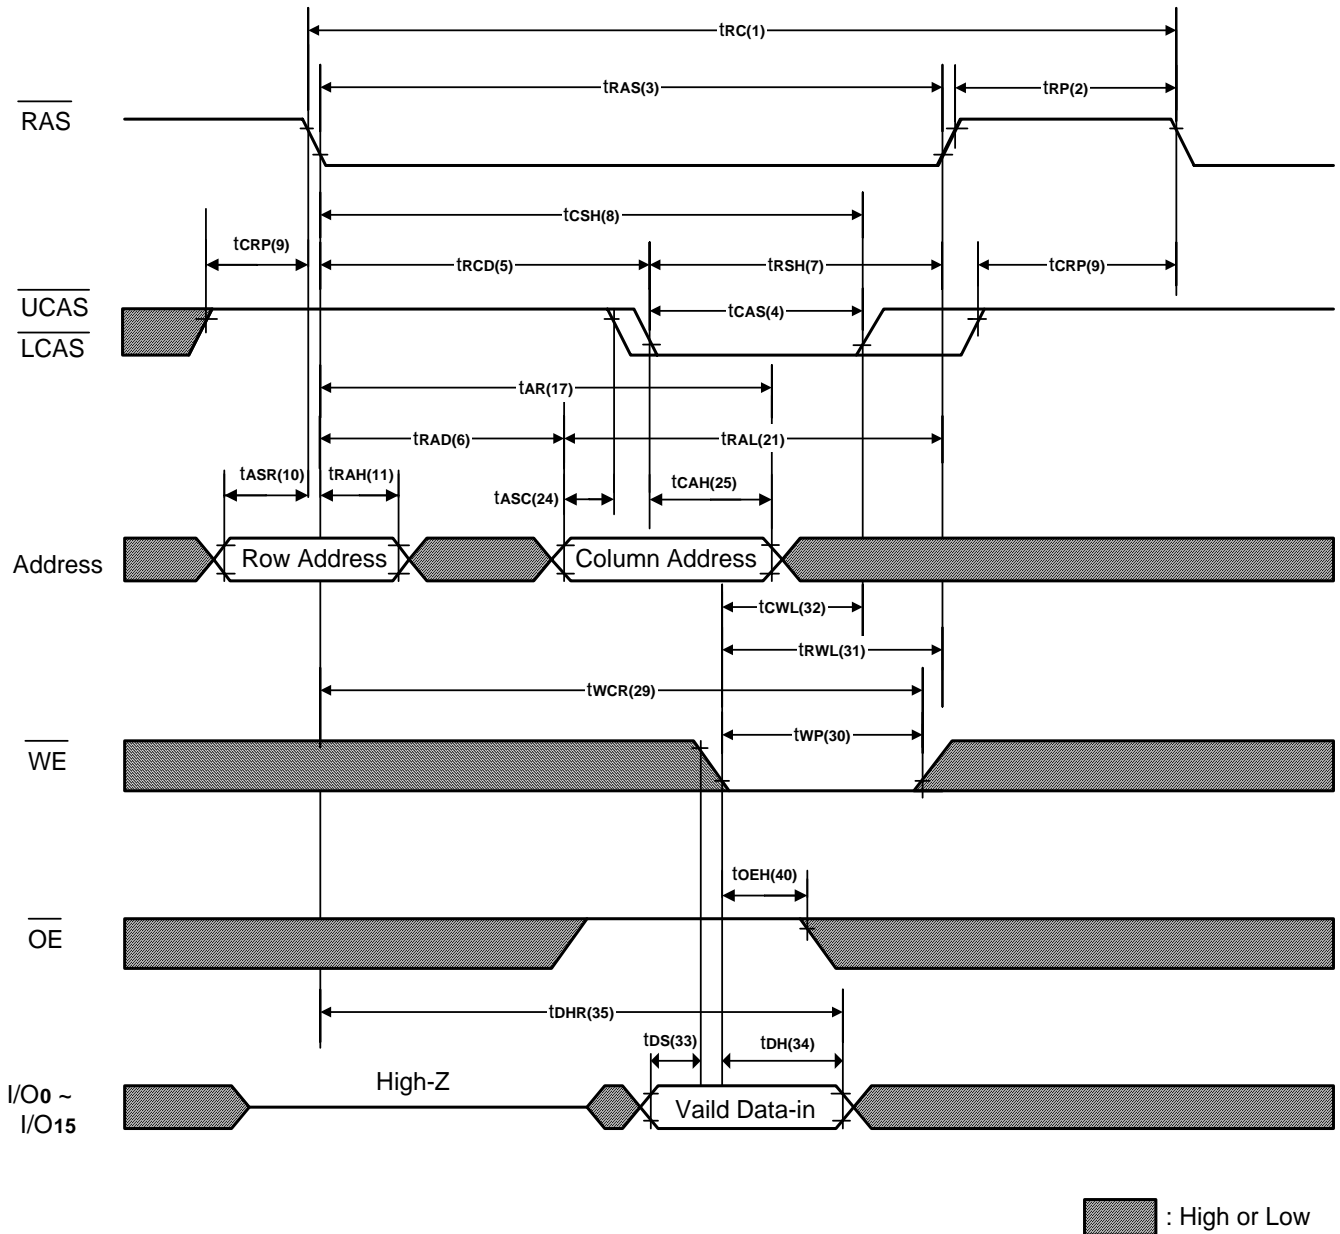 tRC(1)
tRAS(3)
tRP(2)
RAS
tCSH(8)
tCRP(9)
tRCD(5)
tRSH(7)
tCRP(9)
UCAS
LCAS
tCAS(4)
tAR(17)
tRAD(6)
tRAL(21)
tASR(10)
tRAH(11)
tASC(24)
tCAH(25)
Address
Row Address
Column Address
tCWL(32)
tRWL(31)
tWCR(29)
tWP(30)
WE
tOEH(40)
OE
tDHR(35)
tDS(33)
tDH(34)
I/O0 ~
I/O15
High-Z
Vaild Data-in
: High or Low